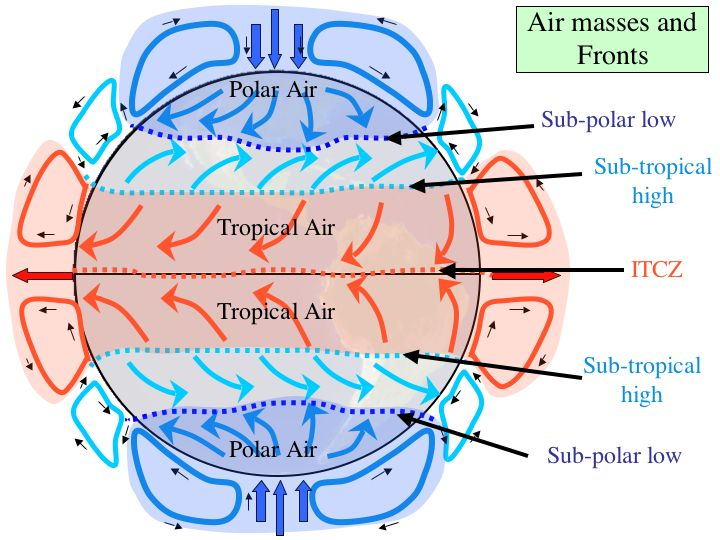 Air masses and
Fronts
Polar Air
Sub-polar low
Sub-tropical
high
Tropical Air
ITCZ
Tropical Air
Sub-tropical
high
Polar Air
Sub-polar low